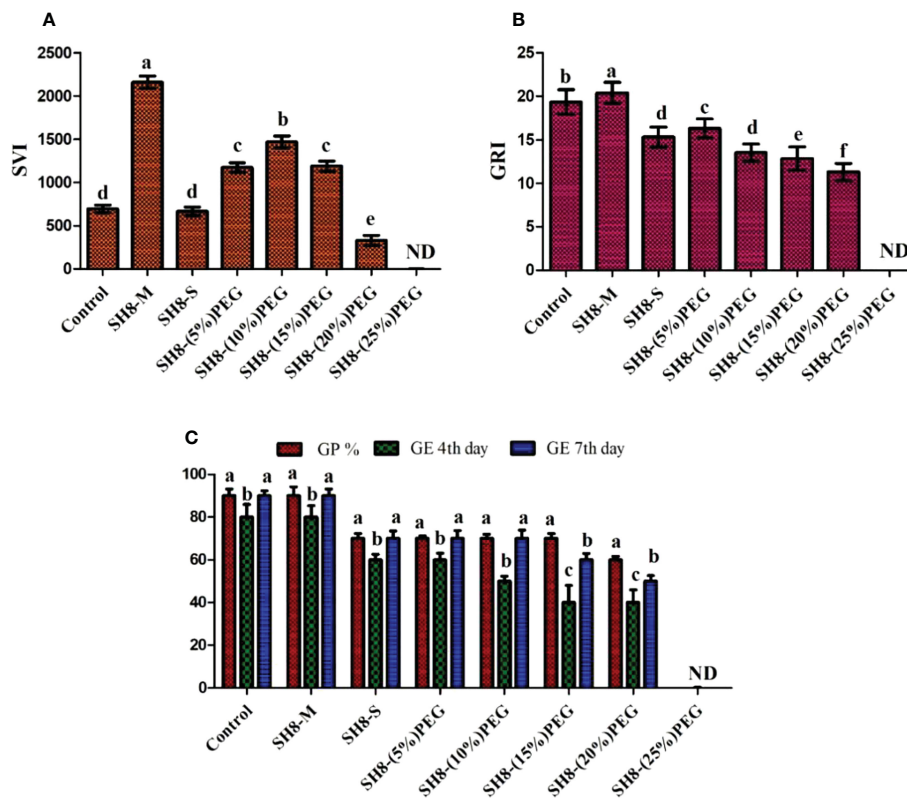 A
SVI
2500
2000
1500
1000
500
0
d
a
d
c
b
c
e
ND
Control
SH8-M
SH8-S
SH8-(5%)PEG
SH8-(10%)PEG
SH8-(15%)PEG
SH8-(20%)PEG
SH8-(25%)PEG
B
GRI
25
20
15
10
5
0
b
a
d
c
d
e
f
ND
Control
SH8-M
SH8-S
SH8-(5%)PEG
SH8-(10%)PEG
SH8-(15%)PEG
SH8-(20%)PEG
SH8-(25%)PEG
C
GP % GE 4th day GE 7th day
100
80
60
40
20
0
a b a
a b a
a b a
a b a
a b a
a c b
a c b
ND
Control
SH8-M
SH8-S
SH8-(5%)PEG
SH8-(10%)PEG
SH8-(15%)PEG
SH8-(20%)PEG
SH8-(25%)PEG